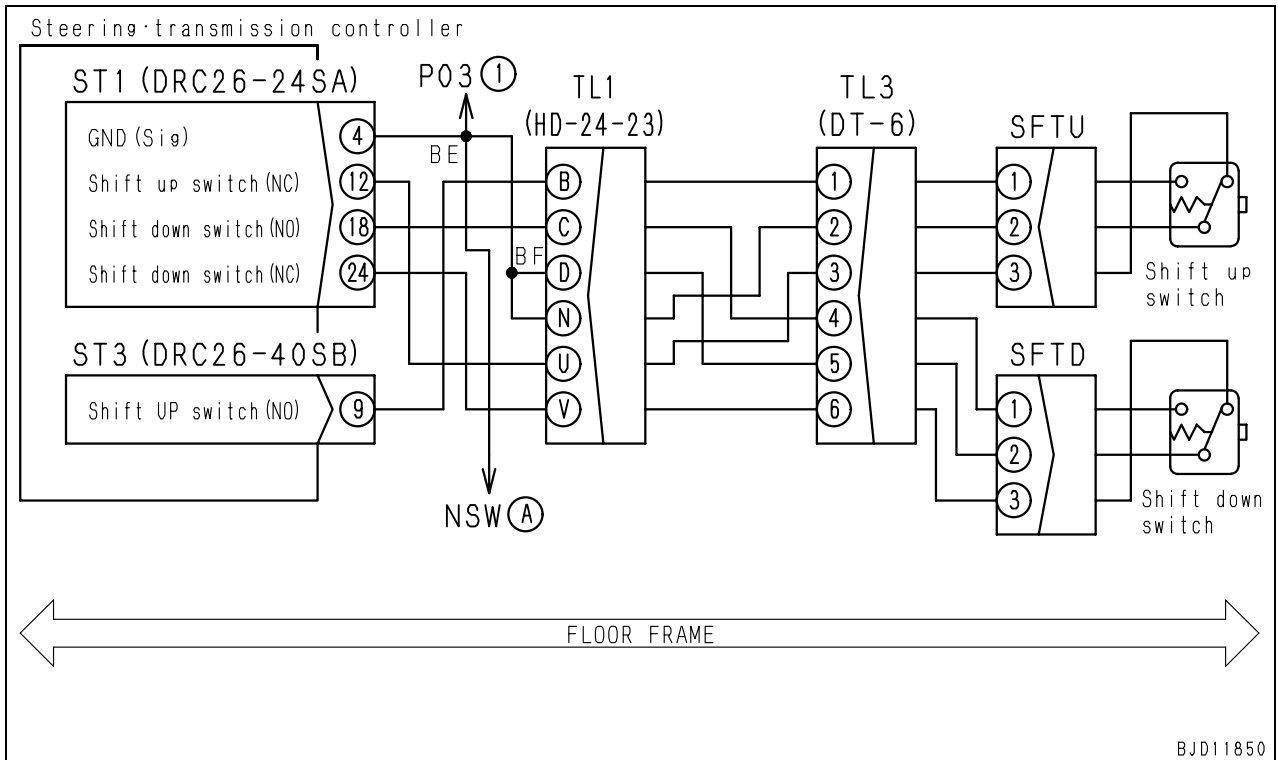 Steering·transmission controller
ST1 (DRC26-24SA)
GND(Sig)
4
Shift up switch(NC)
12
Shift down switch(NO)
18
Shift down switch(NC)
24
ST3 (DRC26-40SB)
Shift UP switch(NO)
9
P03 1
BE
BF
NSW A
TL1
(HD-24-23)
B
C
D
N
U
V
TL3
(DT-6)
1
2
3
4
5
6
SFTU
1
2
3
Shift up
switch
SFTD
1
2
3
Shift down
switch
FLOOR FRAME
BJD11850